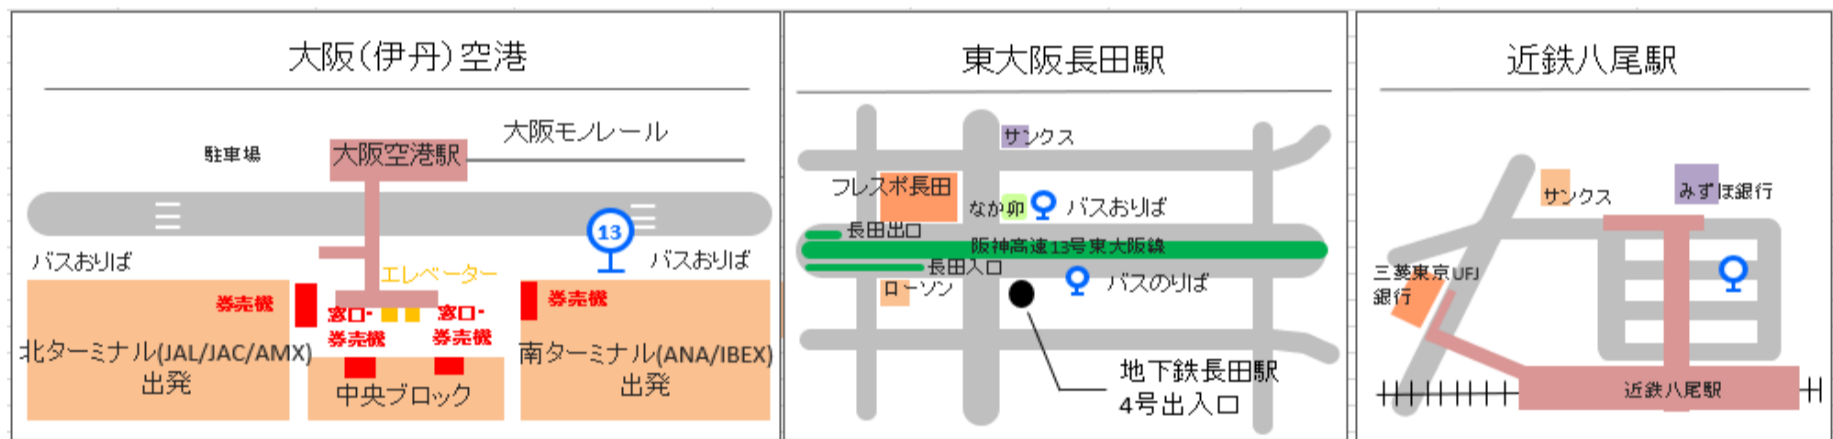 大阪(伊丹)空港
大阪モノレール
駐車場
大阪空港駅
13
バスおりば
バスおりば
エレベーター
券売機
券売機
窓口・
券売機
窓口・
券売機
北ターミナル(JAL/JAC/AMX)
出発
南ターミナル(ANA/IBEX)
出発
中央ブロック
東大阪長田駅
サンクス
フレスポ長田
なか卯
バスおりば
長田出口
阪神高速13号東大阪線
長田入口
ローソン
バスのりば
地下鉄長田駅
4号出入口
近鉄八尾駅
サンクス
みずほ銀行
三菱東京UFJ
銀行
近鉄八尾駅